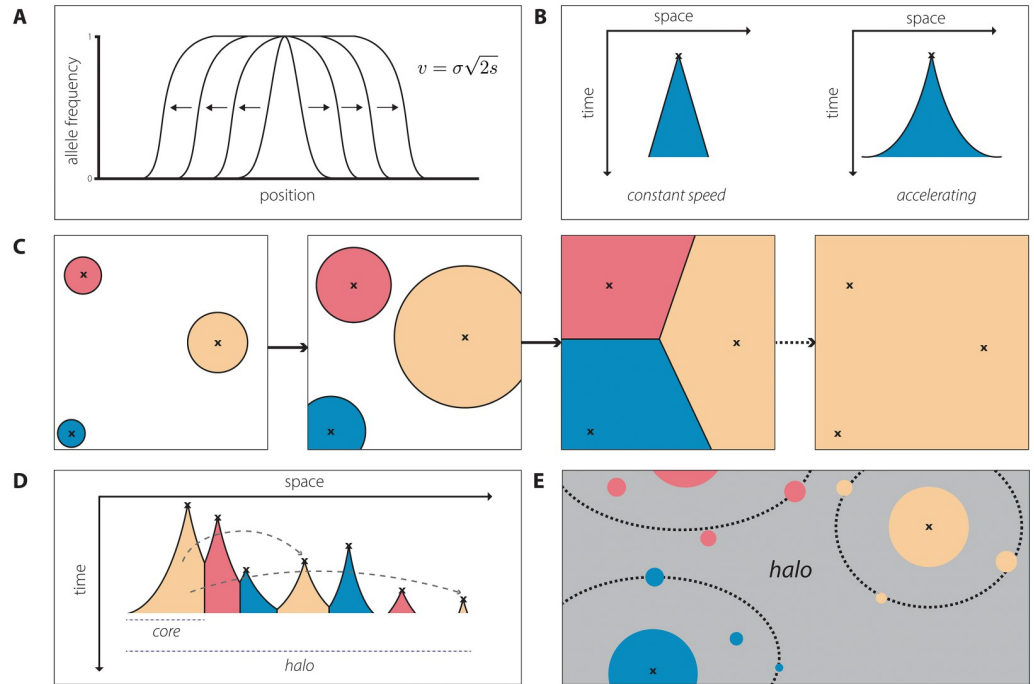 A
B
1
0
allele frequency
position
v = σ√2s
space
time
x
constant speed
space
time
x
accelerating
C
x
x
x
x
x
x
x
x
x
x
x
x
D
space
time
x
x
x
x
x
x
x
core
halo
E
x
halo
x